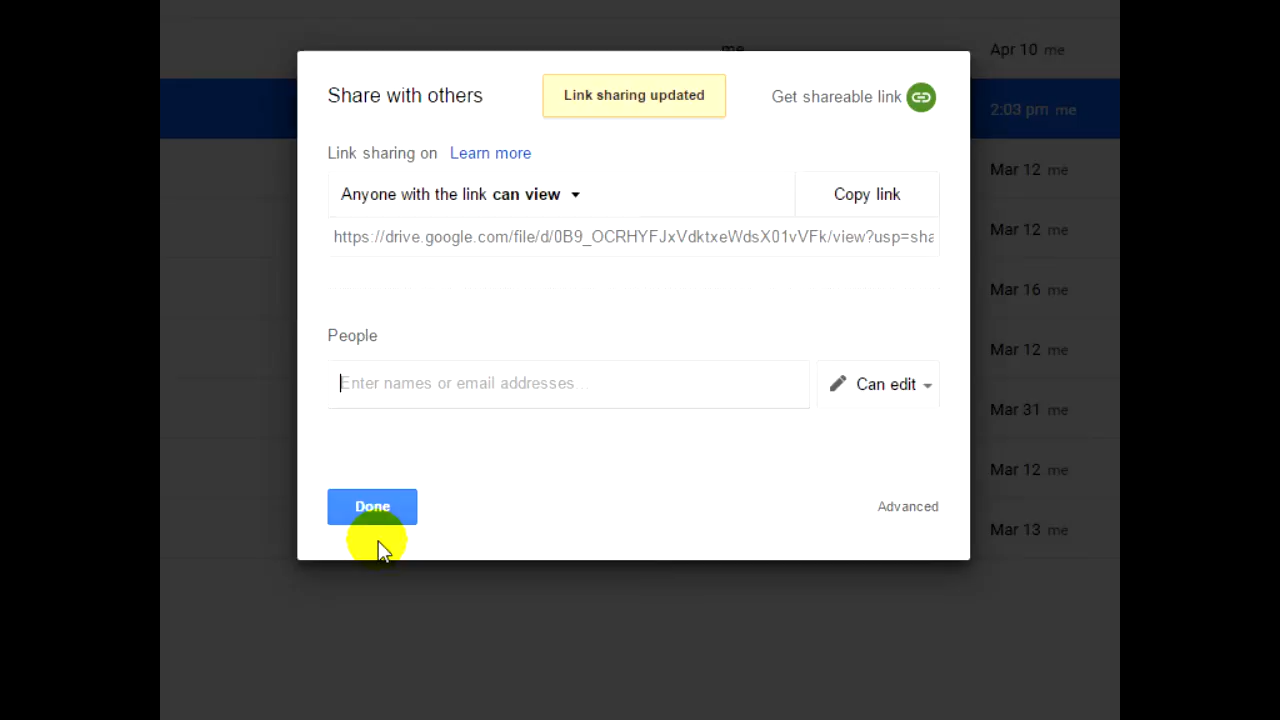 me
Apr 10 me
Share with others
Link sharing updated
Get shareable link
2:03 pm me
Link sharing on Learn more
Mar 12 me
Anyone with the link can view
Copy link
https://drive.google.com/file/d/0B9_OCRHYFJxVdktxeWdsX01vVFk/view?usp=sha
Mar 12 me
Mar 16 me
People
Mar 12 me
Enter names or email addresses...
Can edit
Mar 31 me
Mar 12 me
Done
Advanced
Mar 13 me